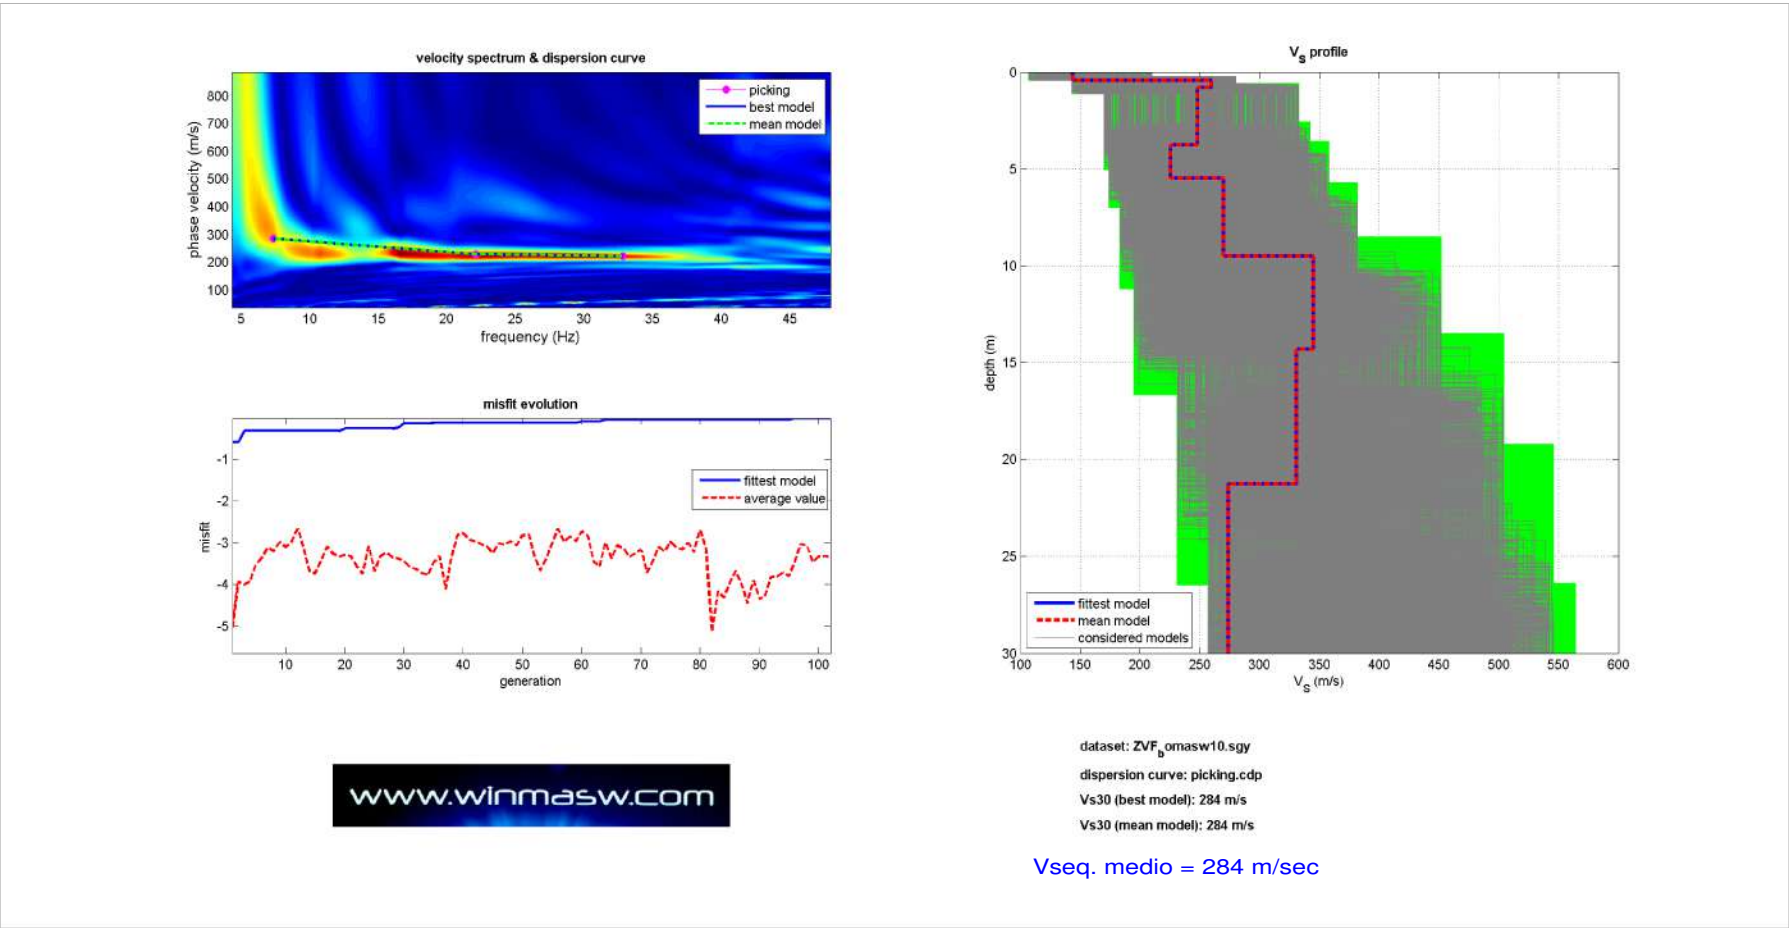 velocity spectrum & dispersion curve
800
700
600
500
400
300
200
100
phase velocity (m/s)
picking
best model
mean model
5 10 15 20 25 30 35 40 45
frequency (Hz)
misfit evolution
-1
-2
-3
-4
-5
misfit
fittest model
average value
10 20 30 40 50 60 70 80 90 100
generation
www.winmasw.com
VS profile
0
5
10
15
20
25
30
depth (m)
fittest model
mean model
considered models
100 150 200 250 300 350 400 450 500 550 600
VS (m/s)
dataset: ZVFbomasw10.sgy
dispersion curve: picking.cdp
Vs30 (best model): 284 m/s
Vs30 (mean model): 284 m/s
Vseq. medio = 284 m/sec